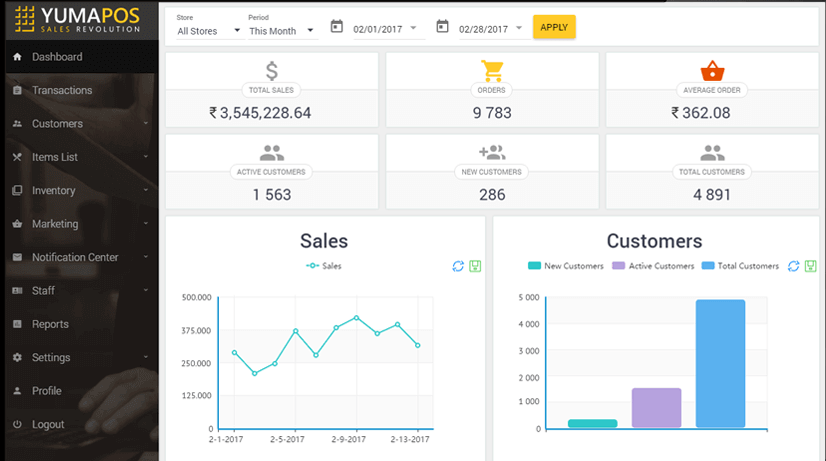 YUMAPOS
SALES REVOLUTION
Dashboard
Transactions
Customers
Items List
Inventory
Marketing
Notification Center
Staff
Reports
Settings
Profile
Logout
Store
All Stores
Period
This Month
02/01/2017
02/28/2017
APPLY
TOTAL SALES
₹ 3,545,228.64
ORDERS
9 783
AVERAGE ORDER
₹ 362.08
ACTIVE CUSTOMERS
1 563
NEW CUSTOMERS
286
TOTAL CUSTOMERS
4 891
Sales
Sales
500.000
375.000
250.000
125.000
0
2-1-2017 2-5-2017 2-9-2017 2-13-2017
Customers
New Customers Active Customers Total Customers
5 000
4 000
3 000
2 000
1 000
0